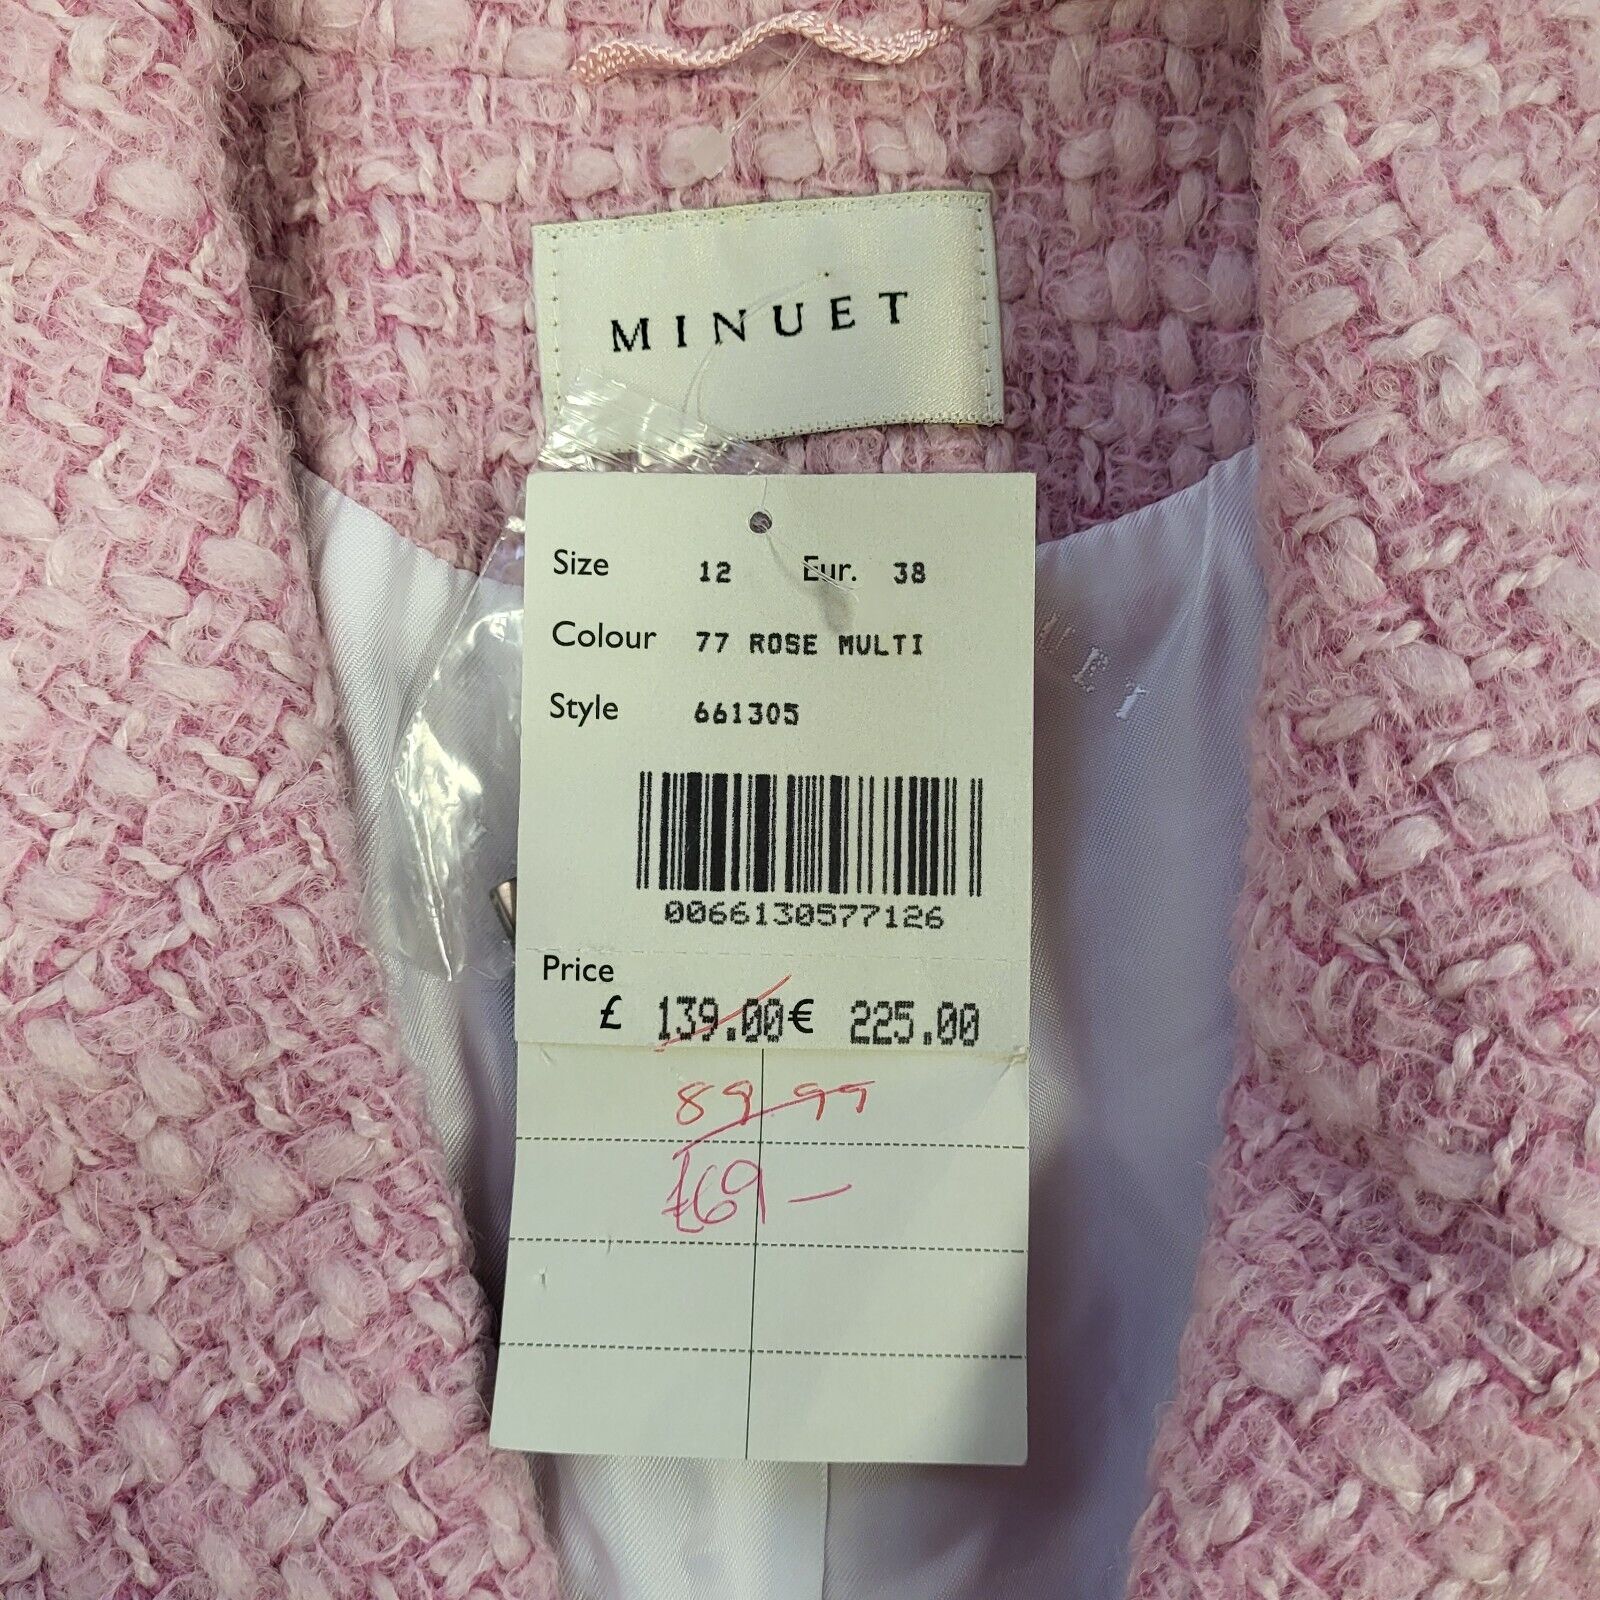 MINUET
Size 12 Eur. 38
Colour 77 ROSE MULTI
Style 661305
0066130577126
Price
£ 139.00 € 225.00
89 99
£69 —